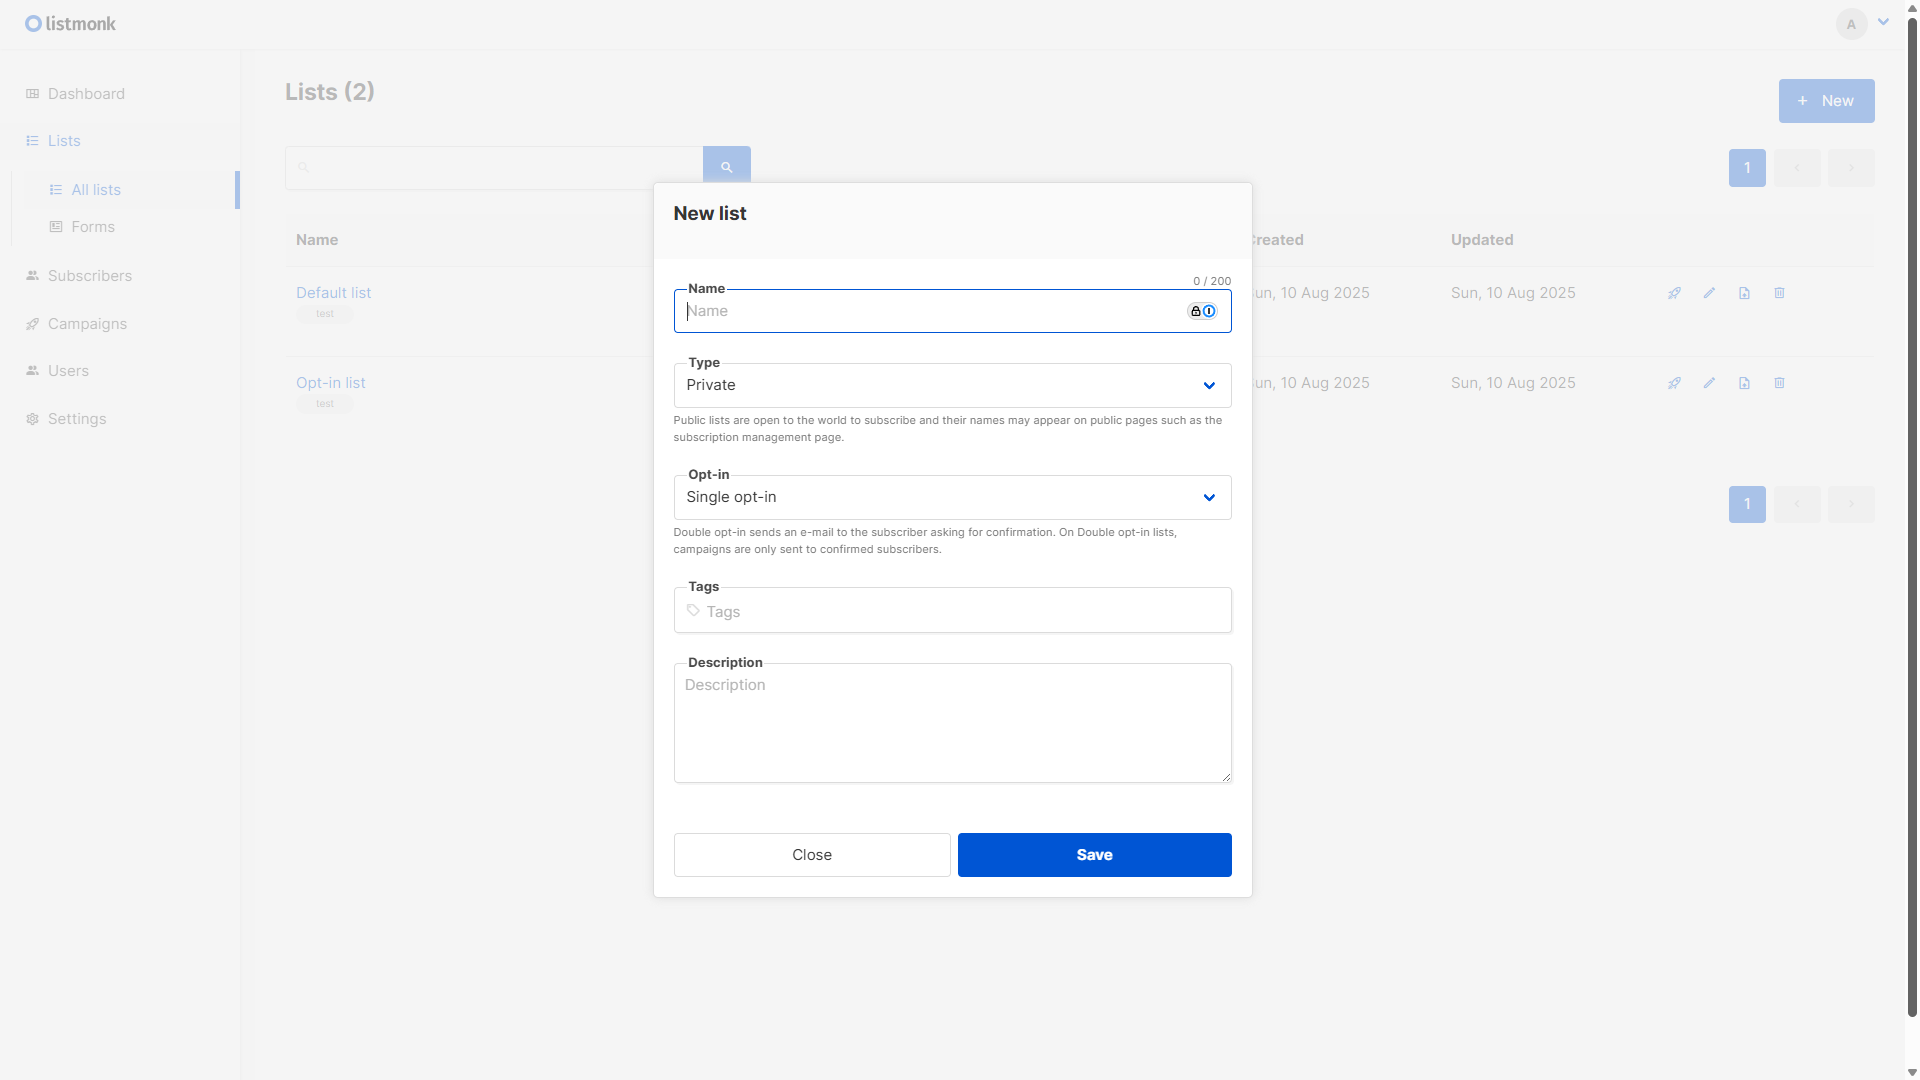 listmonk
A
Dashboard
Lists
All lists
Forms
Subscribers
Campaigns
Users
Settings
Lists (2)
+ New
1
Name
Created
Updated
Default list
test
Sun, 10 Aug 2025
Sun, 10 Aug 2025
Opt-in list
test
Sun, 10 Aug 2025
Sun, 10 Aug 2025
1
New list
0 / 200
Name
Name
Type
Private
Public lists are open to the world to subscribe and their names may appear on public pages such as the
subscription management page.
Opt-in
Single opt-in
Double opt-in sends an e-mail to the subscriber asking for confirmation. On Double opt-in lists,
campaigns are only sent to confirmed subscribers.
Tags
Tags
Description
Description
Close
Save